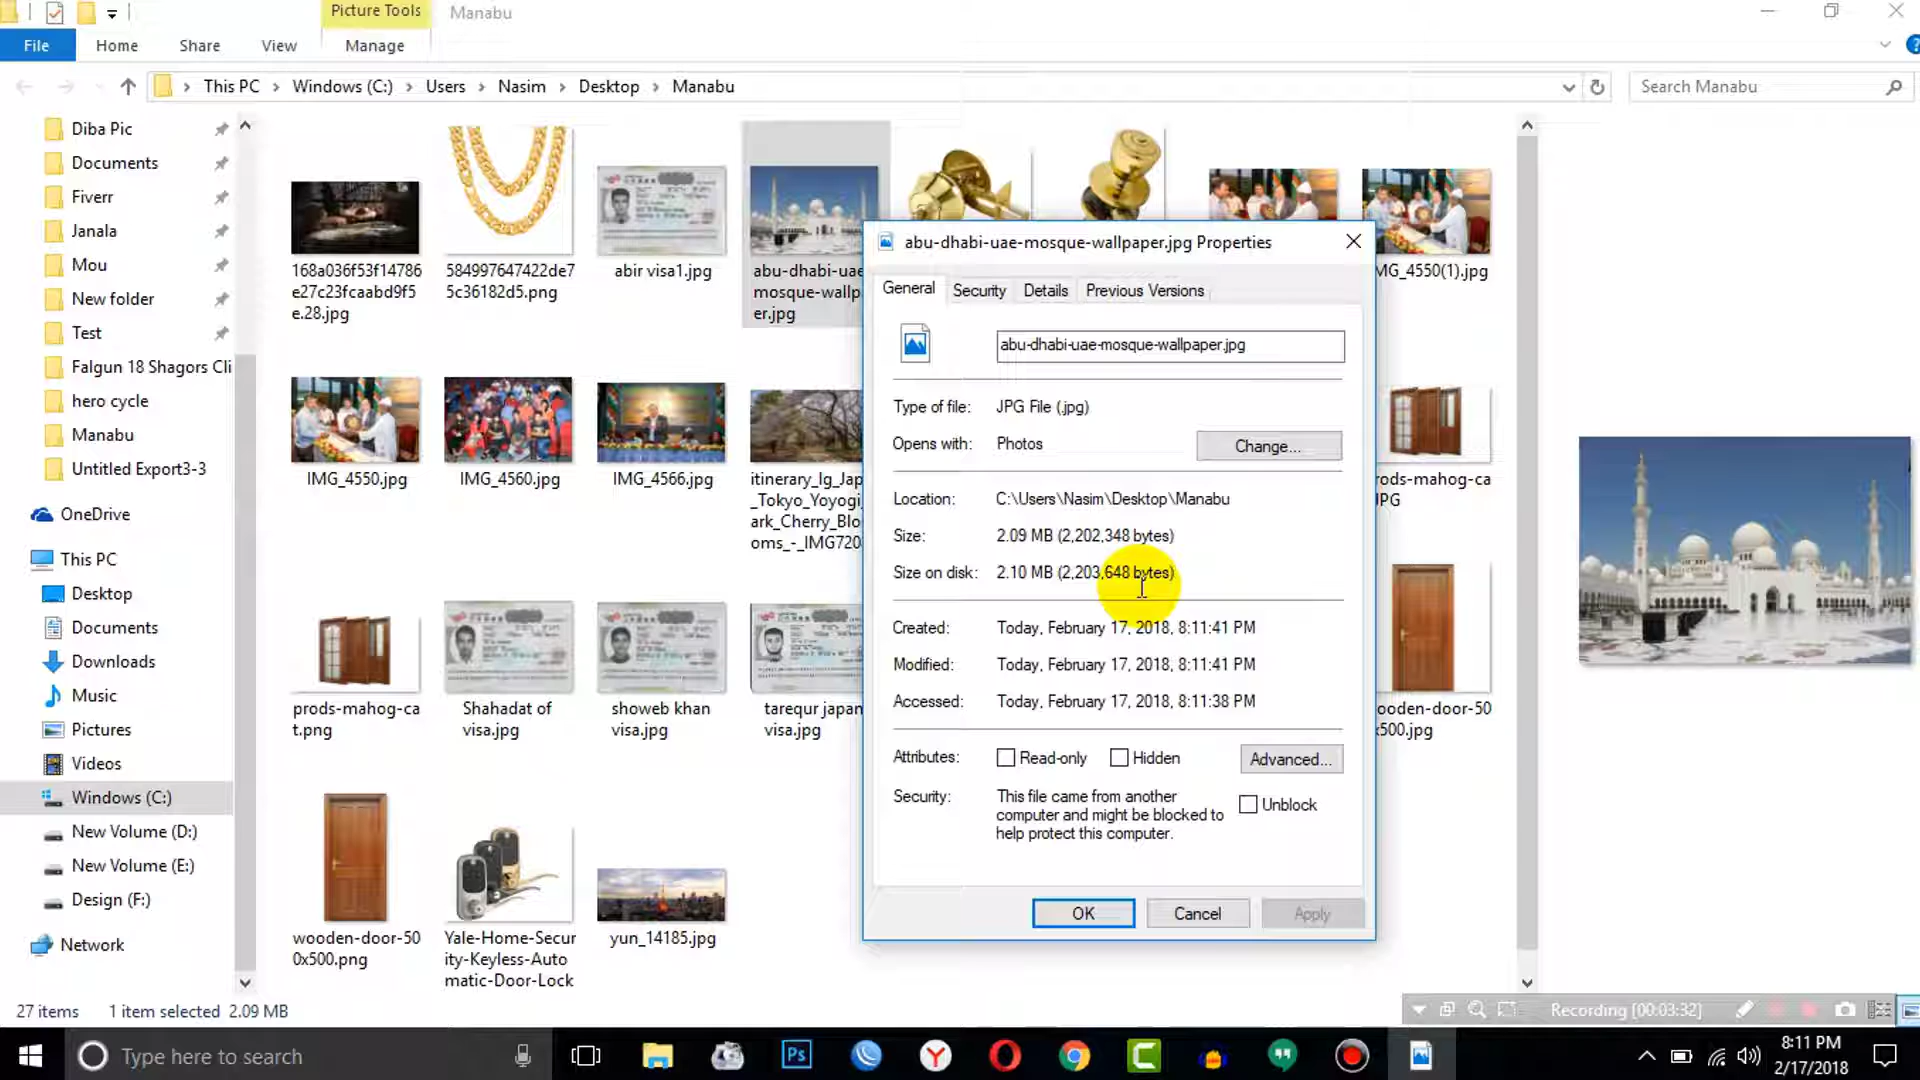 Picture Tools
Manabu
File
Home
Share
View
Manage
This PC
Windows (C:)
Users
Nasim
Desktop
Manabu
Search Manabu
Diba Pic
Documents
Fiverr
Janala
Mou
New folder
Test
Falgun 18 Shagors Cli
hero cycle
Manabu
Untitled Export3-3
OneDrive
This PC
Desktop
Documents
Downloads
Music
Pictures
Videos
Windows (C:)
New Volume (D:)
New Volume (E:)
Design (F:)
Network
168a036f53f14786
e27c23fcaabd9f5
e.28.jpg
584997647422de7
5c36182d5.png
abir visa1.jpg
abu-dhabi-uae-
mosque-wallp
er.jpg
MG_4550(1).jpg
IMG_4550.jpg
IMG_4560.jpg
IMG_4566.jpg
itinerary_lg_Jap
_Tokyo_Yoyogi
ark_Cherry_Blo
oms_-_IMG720
rods-mahog-ca
JPG
prods-mahog-ca
t.png
Shahadat of
visa.jpg
showeb khan
visa.jpg
tarequr japan
visa.jpg
ooden-door-50
x500.jpg
wooden-door-50
0x500.png
Yale-Home-Secur
ity-Keyless-Auto
matic-Door-Lock
yun_14185.jpg
abu-dhabi-uae-mosque-wallpaper.jpg Properties
General
Security
Details
Previous Versions
abu-dhabi-uae-mosque-wallpaper.jpg
Type of file: JPG File (.jpg)
Opens with: Photos
Change...
Location: C:\Users\Nasim\Desktop\Manabu
Size: 2.09 MB (2,202,348 bytes)
Size on disk: 2.10 MB (2,203,648 bytes)
Created: Today, February 17, 2018, 8:11:41 PM
Modified: Today, February 17, 2018, 8:11:41 PM
Accessed: Today, February 17, 2018, 8:11:38 PM
Attributes: Read-only Hidden
Advanced...
Security: This file came from another
computer and might be blocked to
help protect this computer.
Unblock
OK
Cancel
Apply
27 items
1 item selected 2.09 MB
Recording [00:03:32]
Type here to search
Ps
8:11 PM
2/17/2018